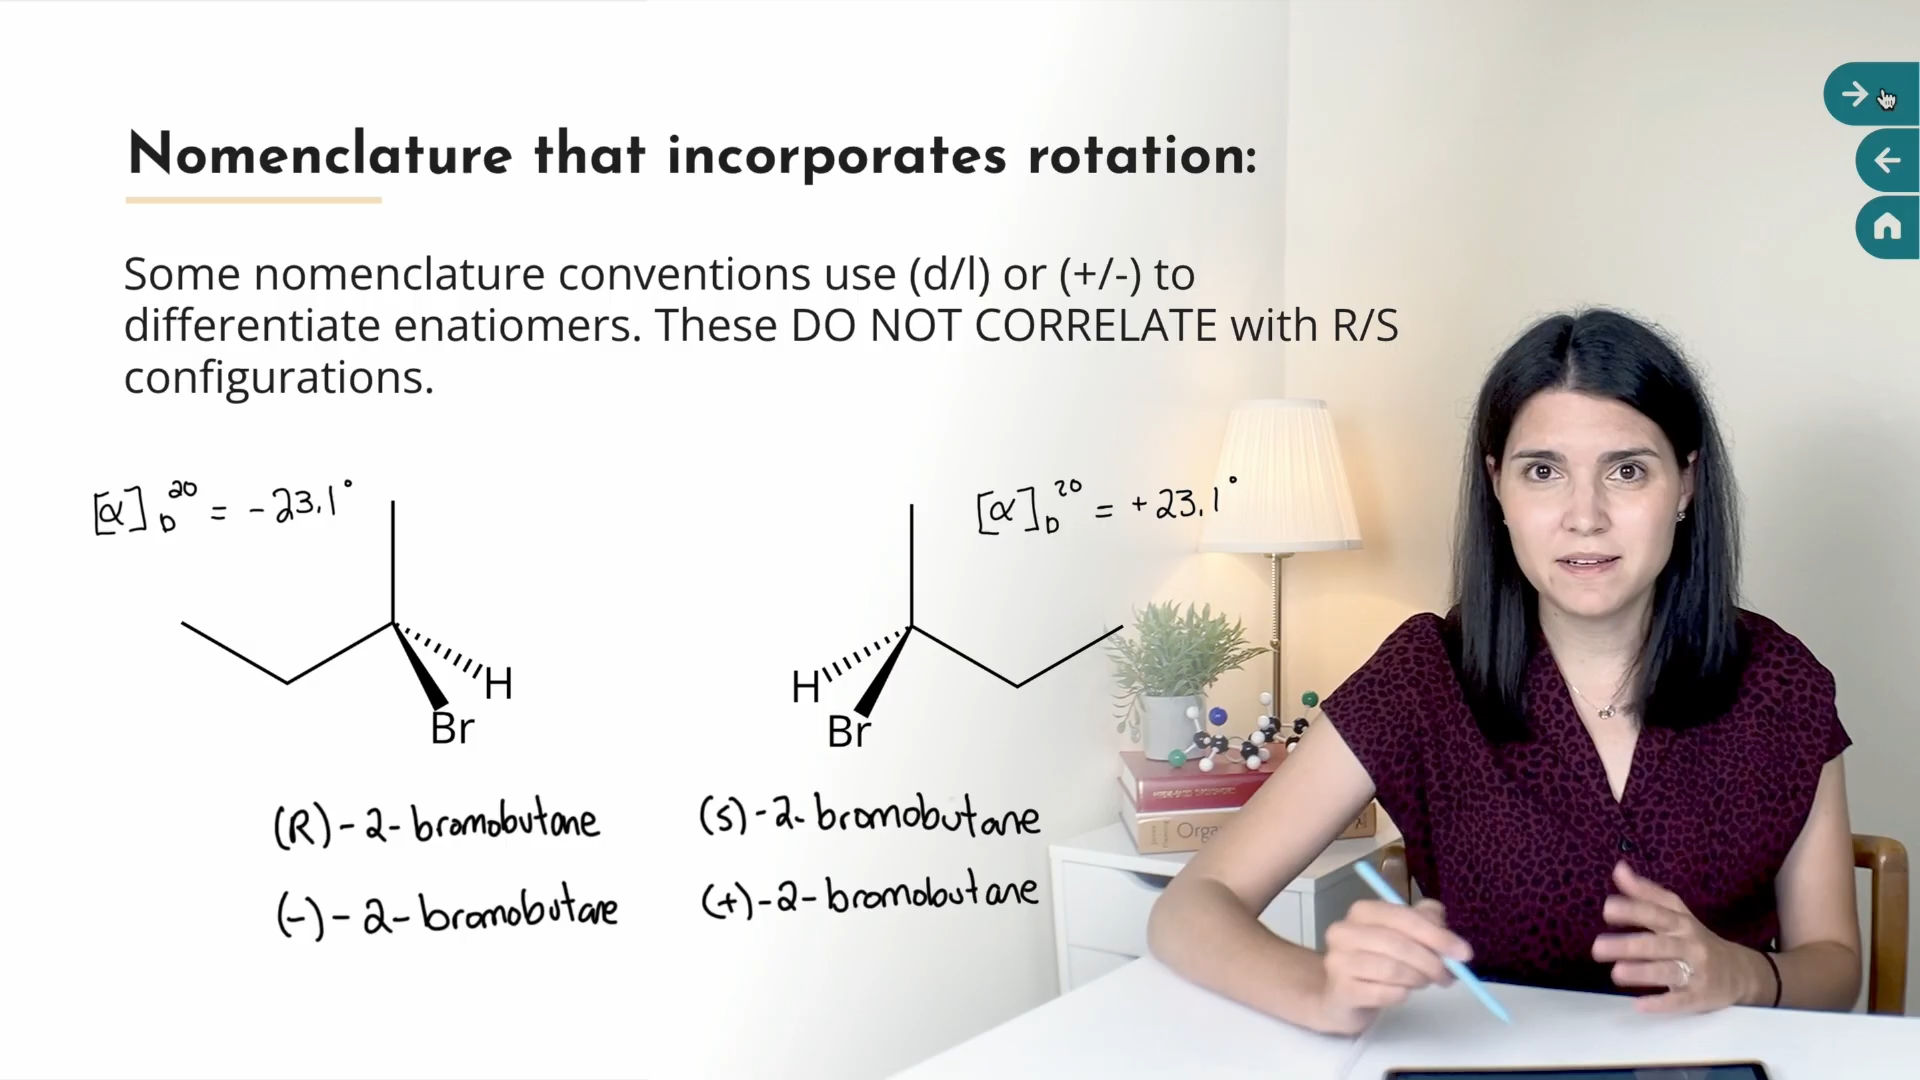 Nomenclature that incorporates rotation:
Some nomenclature conventions use (d/l) or (+/-) to
differentiate enatiomers. These DO NOT CORRELATE with R/S
configurations.
[α]D20 = -23.1°
[α]D20 = +23.1°
H
Br
H
Br
(R)-2-bromobutane
(S)-2-bromobutane
(-)-2-bromobutane
(+)-2-bromobutane
Orga